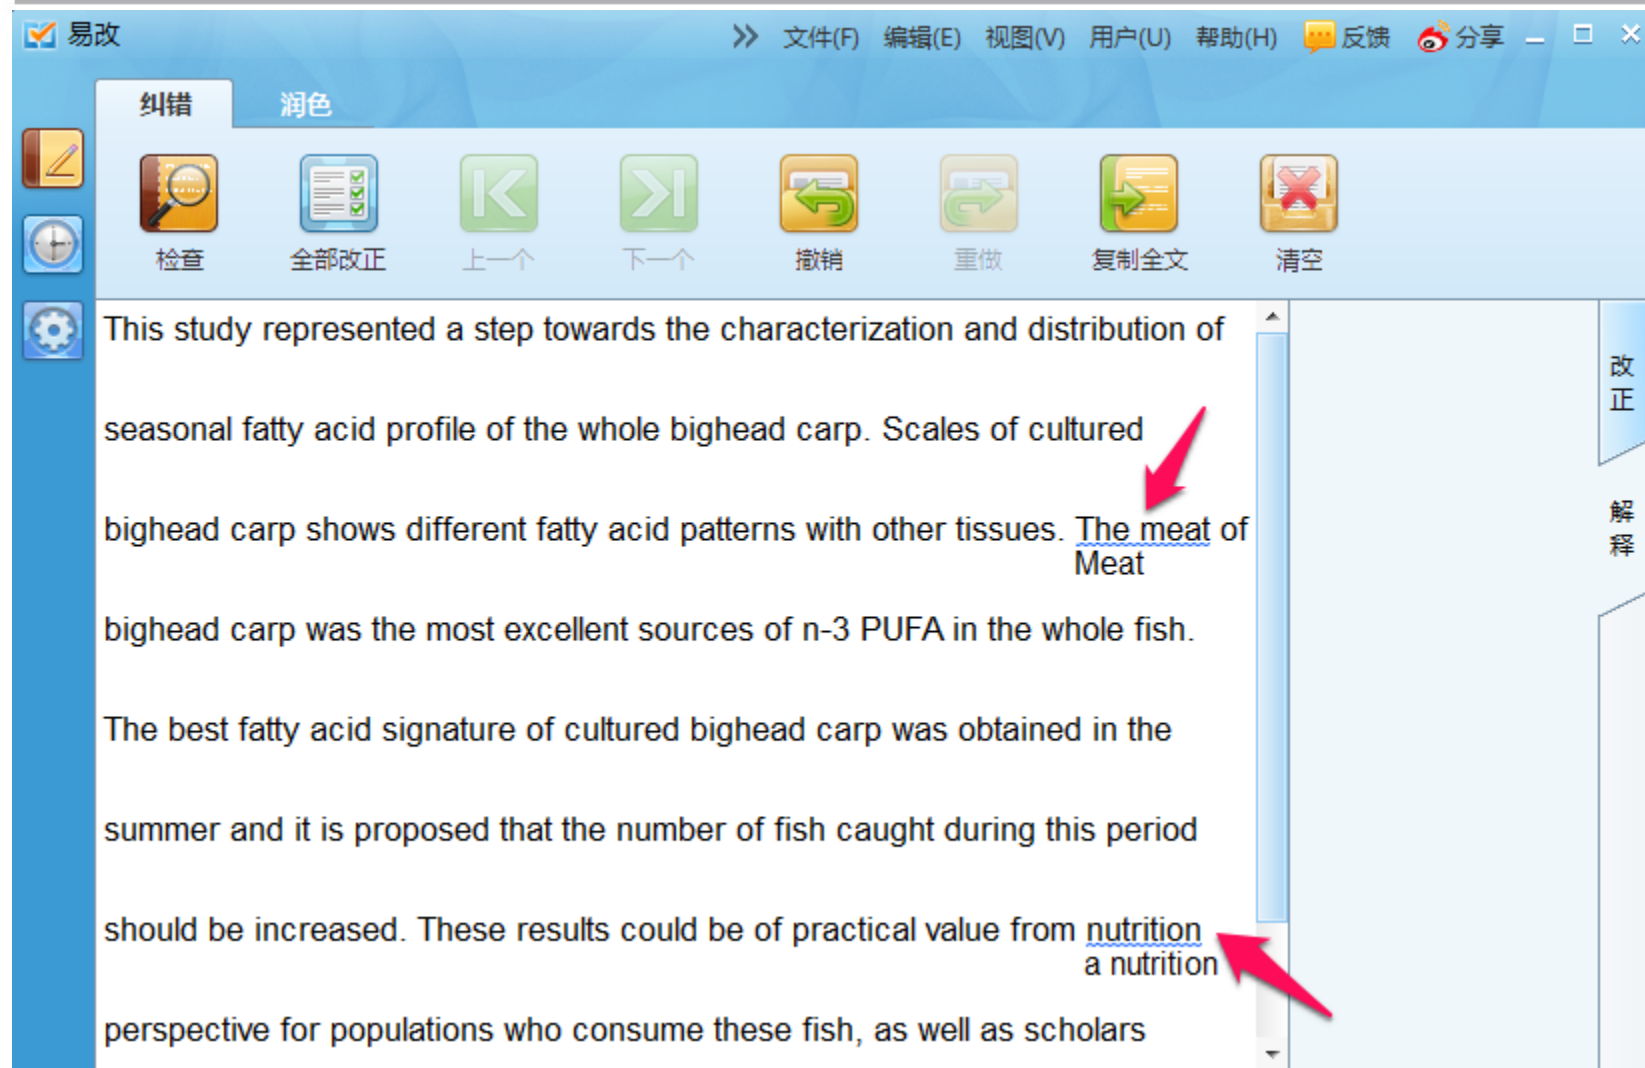 易改
文件(F) 编辑(E) 视图(V) 用户(U) 帮助(H) 反馈 分享
纠错 润色
检查 全部改正 上一个 下一个 撤销 重做 复制全文 清空
This study represented a step towards the characterization and distribution of
seasonal fatty acid profile of the whole bighead carp. Scales of cultured
bighead carp shows different fatty acid patterns with other tissues. The meat of
Meat
bighead carp was the most excellent sources of n-3 PUFA in the whole fish.
The best fatty acid signature of cultured bighead carp was obtained in the
summer and it is proposed that the number of fish caught during this period
should be increased. These results could be of practical value from nutrition
a nutrition
perspective for populations who consume these fish, as well as scholars
改正
解释